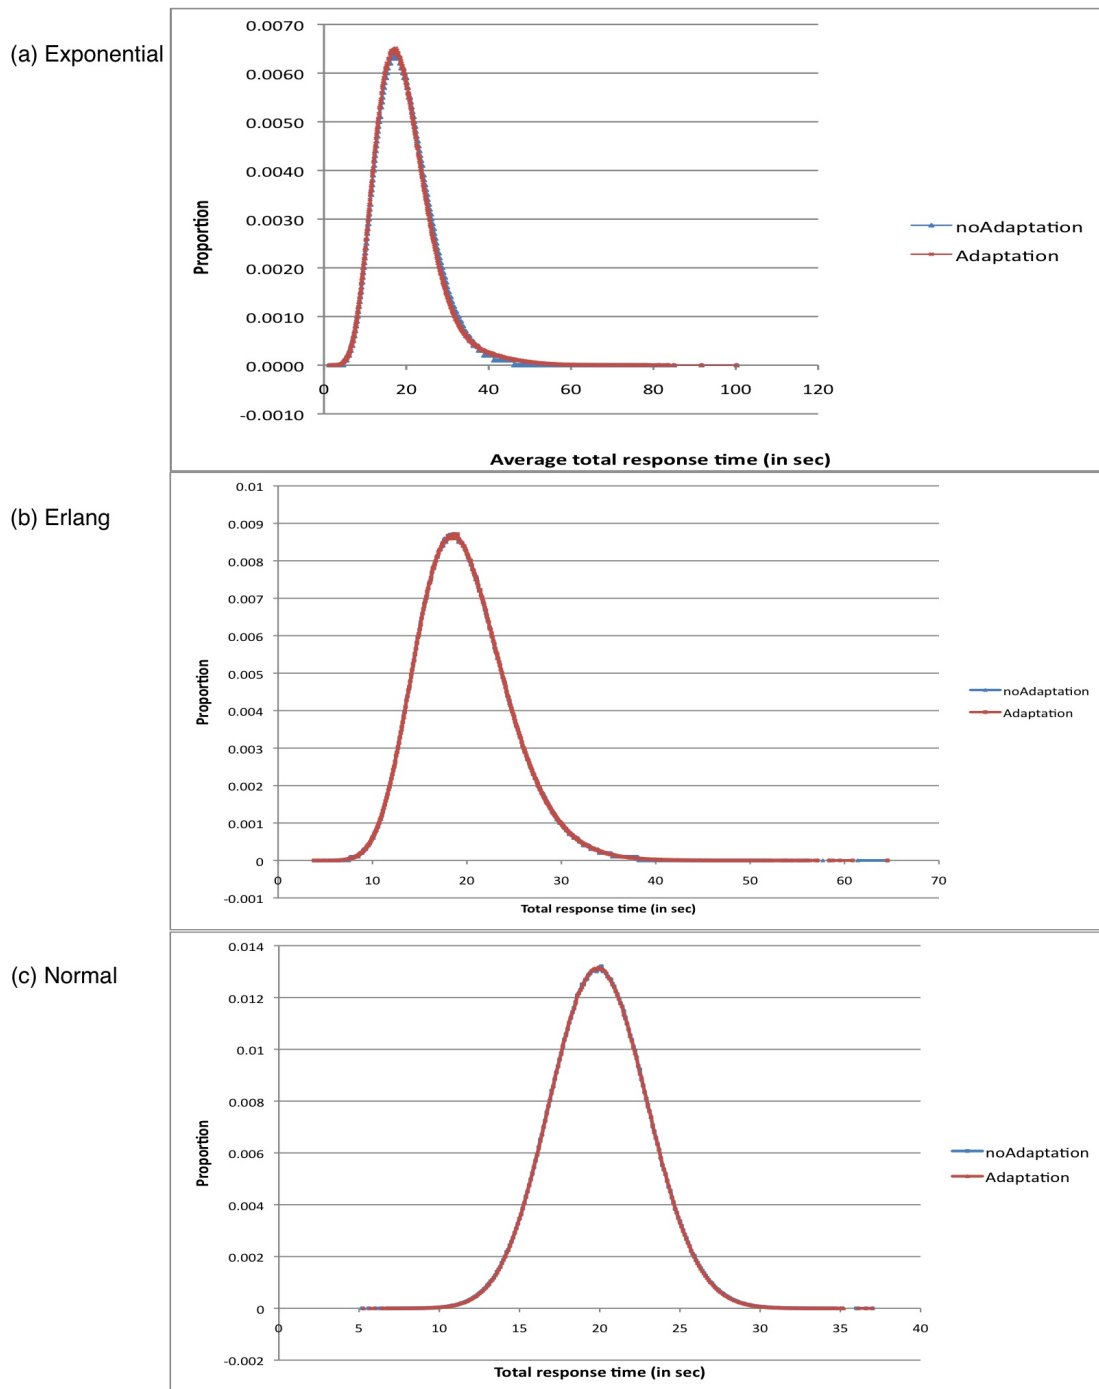 (a) Exponential
0.0070
0.0060
0.0050
0.0040
0.0030
0.0020
0.0010
0.0000
-0.0010
Proportion
0 20 40 60 80 100 120
Average total response time (in sec)
noAdaptation
Adaptation
(b) Erlang
0.01
0.009
0.008
0.007
0.006
0.005
0.004
0.003
0.002
0.001
0
-0.001
Proportion
0 10 20 30 40 50 60 70
Total response time (in sec)
noAdaptation
Adaptation
(c) Normal
0.014
0.012
0.01
0.008
0.006
0.004
0.002
0
-0.002
Proportion
0 5 10 15 20 25 30 35 40
Total response time (in sec)
noAdaptation
Adaptation